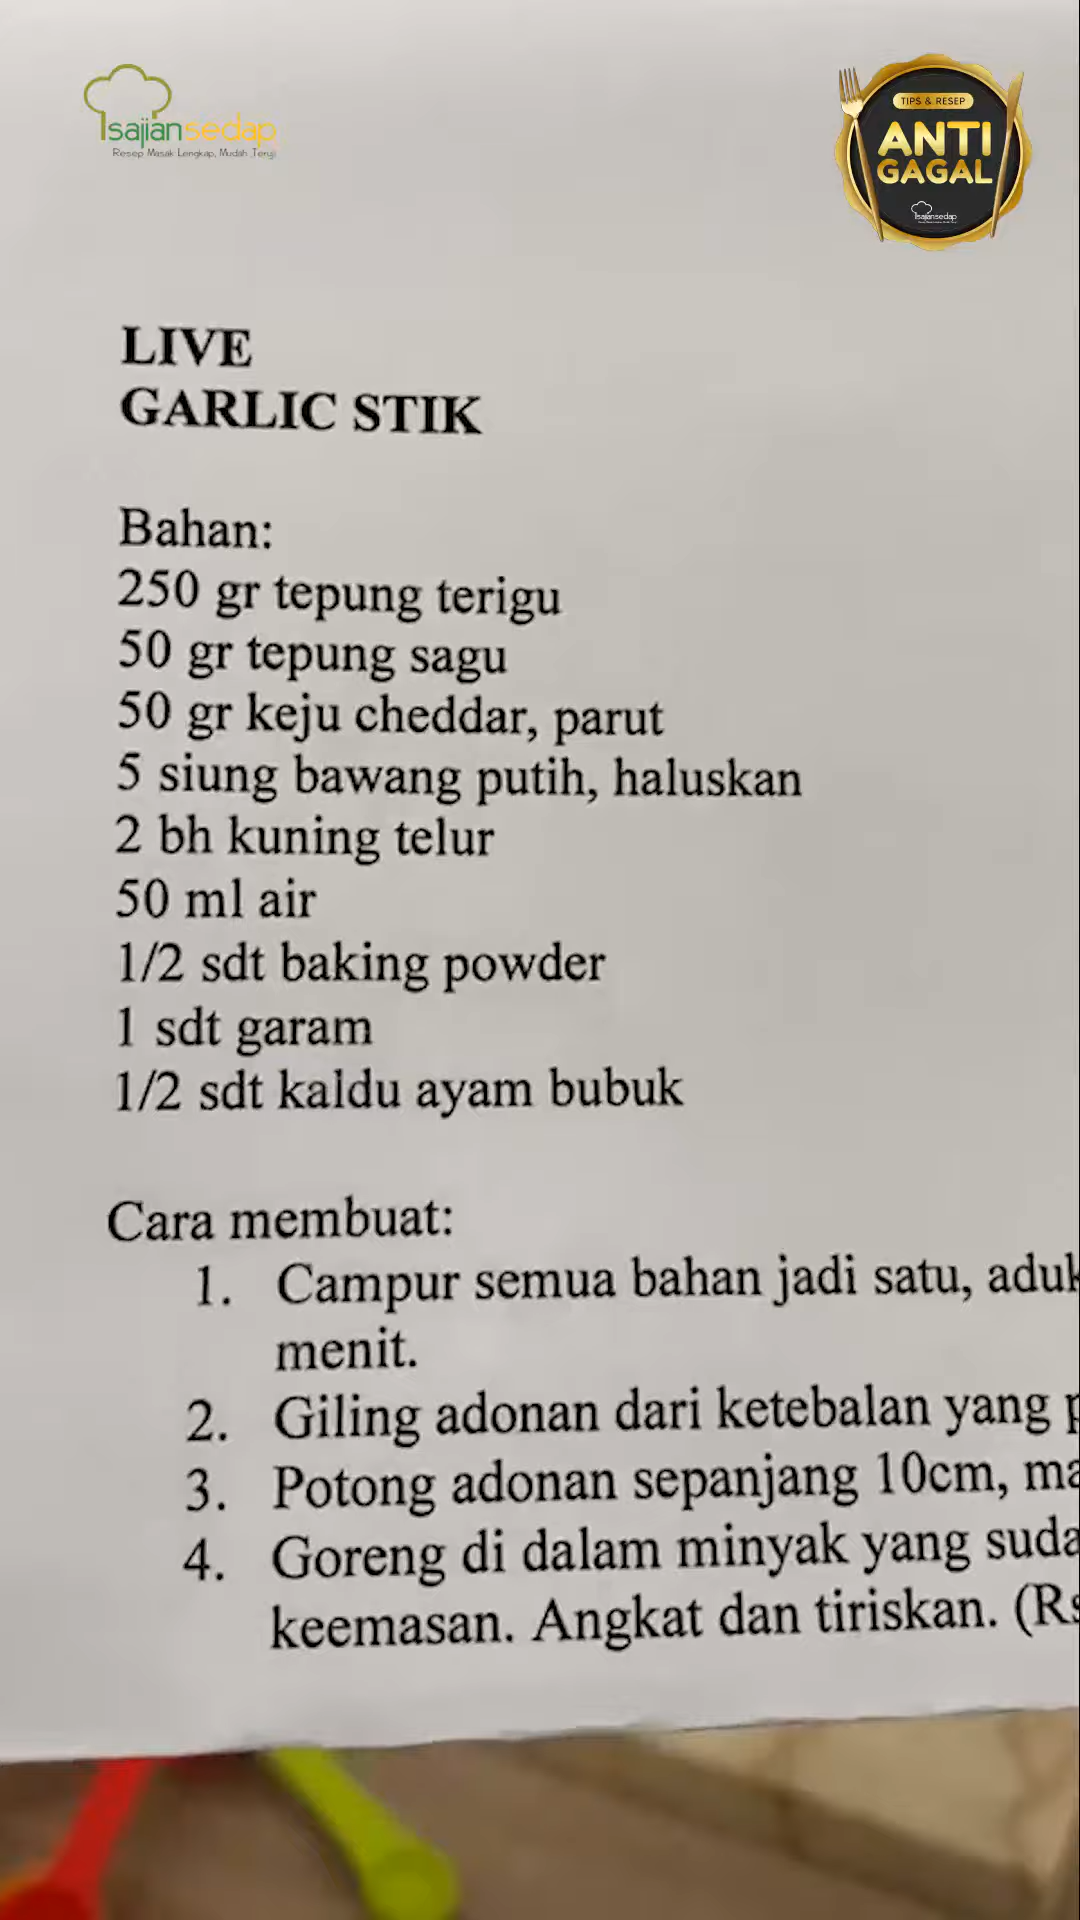 sajiansedap
Resep Masak Lengkap, Mudah Teruji
TIPS & RESEP
ANTI
GAGAL
sajiansedap
LIVE
GARLIC STIK
Bahan:
250 gr tepung terigu
50 gr tepung sagu
50 gr keju cheddar, parut
5 siung bawang putih, haluskan
2 bh kuning telur
50 ml air
1/2 sdt baking powder
1 sdt garam
1/2 sdt kaldu ayam bubuk
Cara membuat:
1. Campur semua bahan jadi satu, aduk
menit.
2. Giling adonan dari ketebalan yang
3. Potong adonan sepanjang 10cm,
4. Goreng di dalam minyak yang
keemasan. Angkat dan tiriskan.